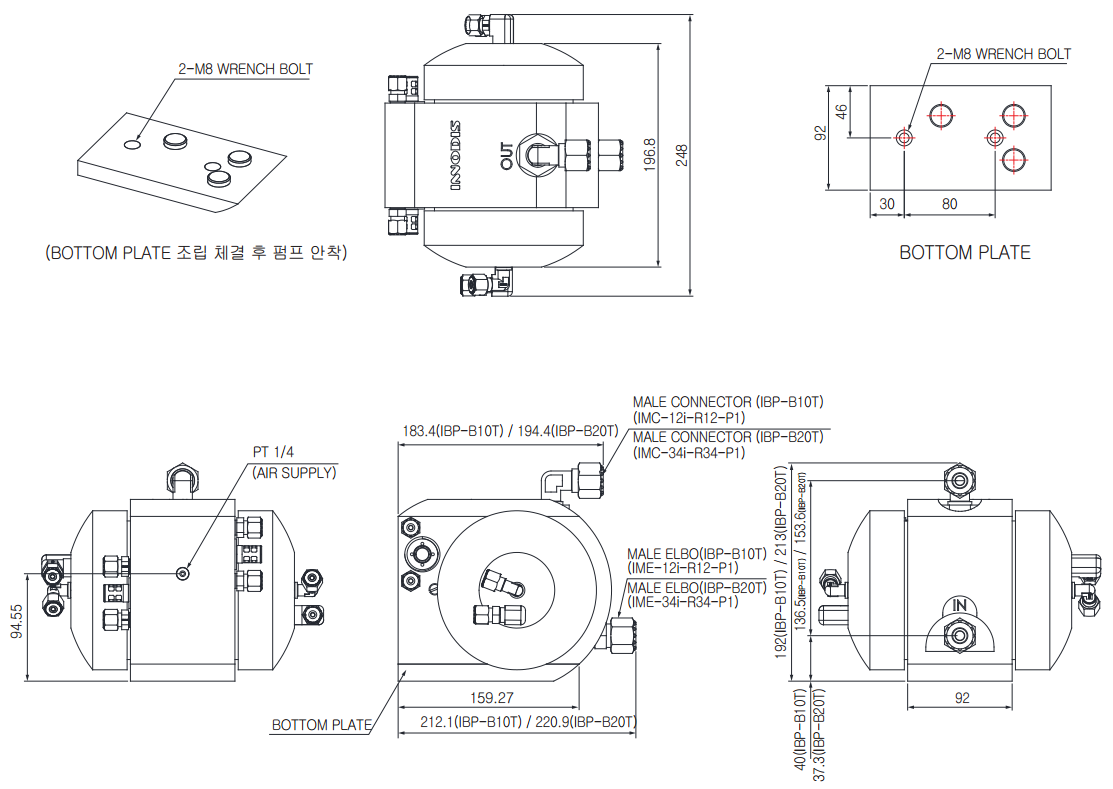 2-M8 WRENCH BOLT
(BOTTOM PLATE 조립 체결 후 펌프 안착)
INNODIS
OUT
196.8
248
2-M8 WRENCH BOLT
92
46
30
80
BOTTOM PLATE
PT 1/4
(AIR SUPPLY)
94.55
183.4(IBP-B10T) / 194.4(IBP-B20T)
MALE CONNECTOR (IBP-B10T)
(IMC-12i-R12-P1)
MALE CONNECTOR (IBP-B20T)
(IMC-34i-R34-P1)
MALE ELBO(IBP-B10T)
(IME-12i-R12-P1)
MALE ELBO(IBP-B20T)
(IME-34i-R34-P1)
159.27
212.1(IBP-B10T) / 220.9(IBP-B20T)
BOTTOM PLATE
192(IBP-B10T) / 213(IBP-B20T)
136.5(IBP-B10T) / 153.6(IBP-B20T)
40(IBP-B10T)
37.3(IBP-B20T)
IN
92